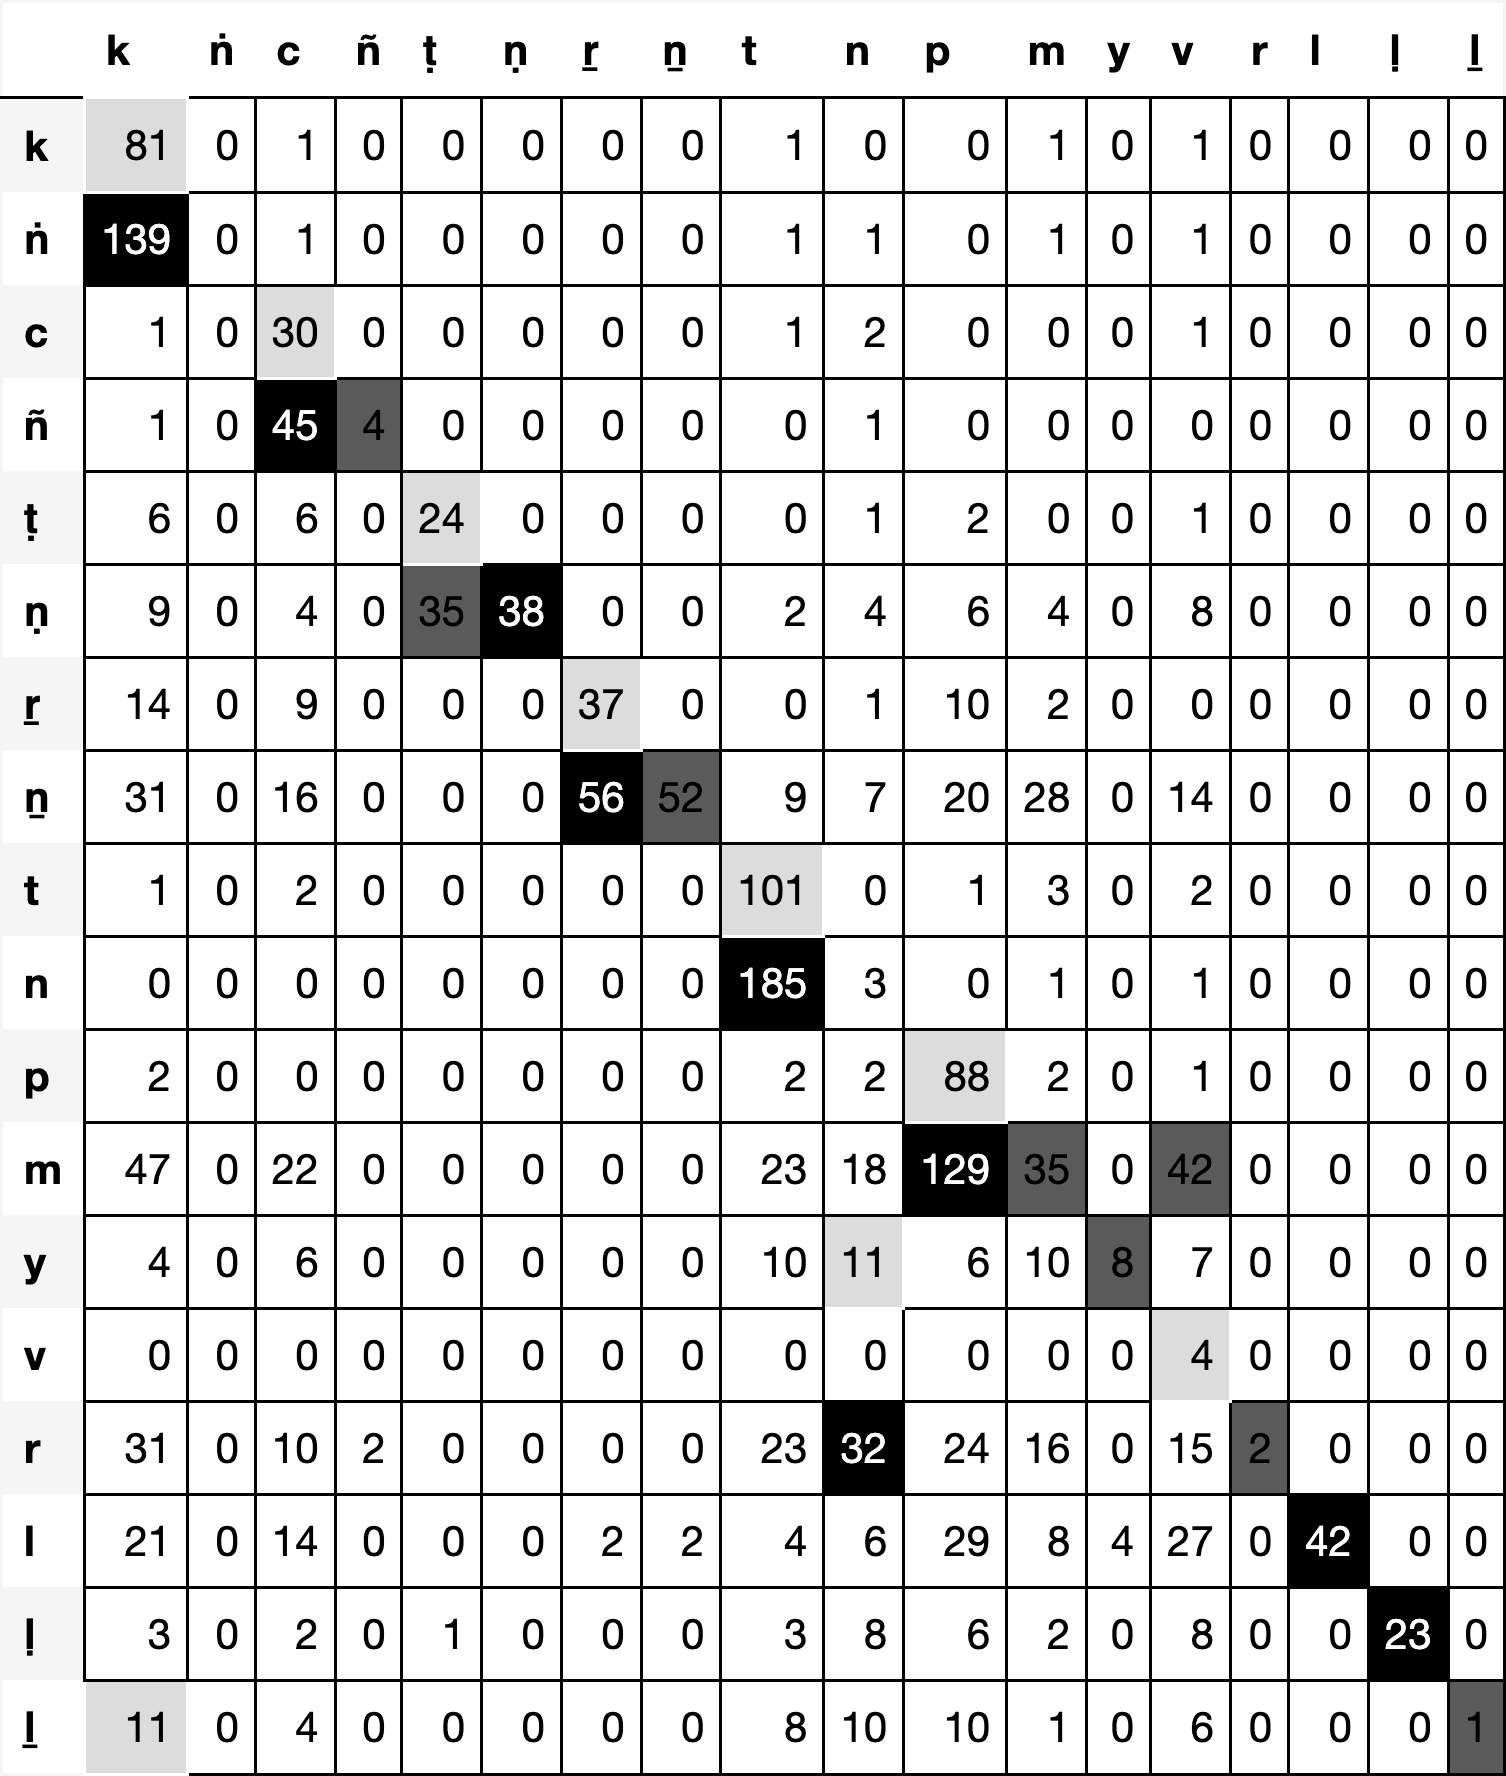 k ṅ c ñ ṭ ṇ ṟ ṉ t n p m y v r l ḷ ḻ
k 81 0 1 0 0 0 0 0 1 0 0 1 0 1 0 0 0 0
ṅ 139 0 1 0 0 0 0 0 1 1 0 1 0 1 0 0 0 0
c 1 0 30 0 0 0 0 0 1 2 0 0 0 1 0 0 0 0
ñ 1 0 45 4 0 0 0 0 0 1 0 0 0 0 0 0 0 0
ṭ 6 0 6 0 24 0 0 0 0 1 2 0 0 1 0 0 0 0
ṇ 9 0 4 0 35 38 0 0 2 4 6 4 0 8 0 0 0 0
ṟ 14 0 9 0 0 0 37 0 0 1 10 2 0 0 0 0 0 0
ṉ 31 0 16 0 0 0 56 52 9 7 20 28 0 14 0 0 0 0
t 1 0 2 0 0 0 0 0 101 0 1 3 0 2 0 0 0 0
n 0 0 0 0 0 0 0 0 185 3 0 1 0 1 0 0 0 0
p 2 0 0 0 0 0 0 0 2 2 88 2 0 1 0 0 0 0
m 47 0 22 0 0 0 0 0 23 18 129 35 0 42 0 0 0 0
y 4 0 6 0 0 0 0 0 10 11 6 10 8 7 0 0 0 0
v 0 0 0 0 0 0 0 0 0 0 0 0 0 4 0 0 0 0
r 31 0 10 2 0 0 0 0 23 32 24 16 0 15 2 0 0 0
l 21 0 14 0 0 0 2 2 4 6 29 8 4 27 0 42 0 0
ḷ 3 0 2 0 1 0 0 0 3 8 6 2 0 8 0 0 23 0
ḻ 11 0 4 0 0 0 0 0 8 10 10 1 0 6 0 0 0 1